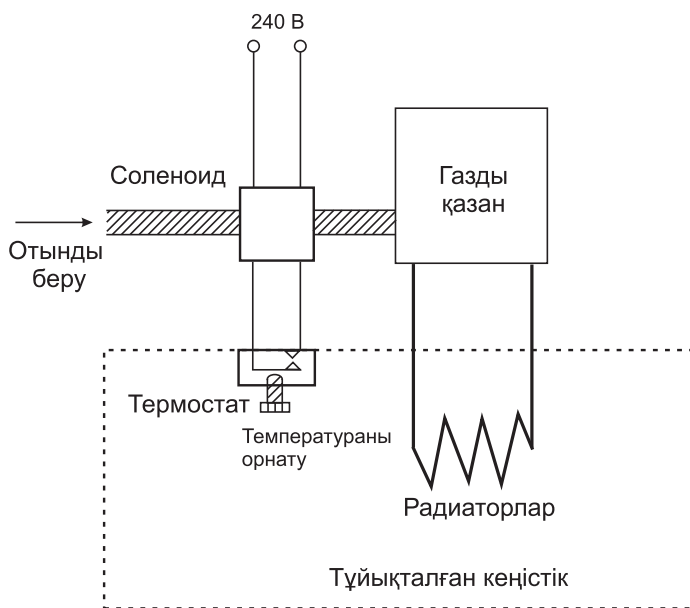 240 В
Соленоид
Газды
қазан
Отынды
беру
Термостат
Температураны
орнату
Радиаторлар
Тұйықталған кеңістік